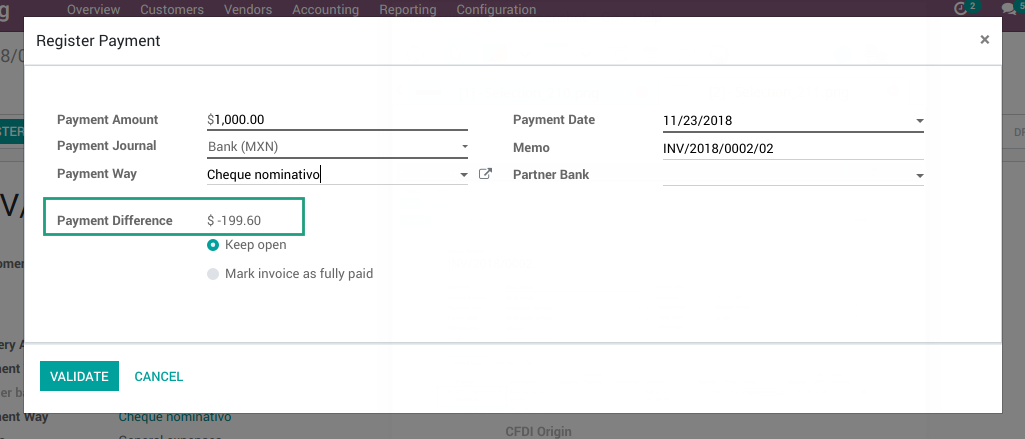 g Overview Customers Vendors Accounting Reporting Configuration 2 5
Register Payment ×
Payment Amount $1,000.00 Payment Date 11/23/2018
Payment Journal Bank (MXN) Memo INV/2018/0002/02
Payment Way Cheque nominativo Partner Bank
Payment Difference $ -199.60
Keep open
Mark invoice as fully paid
VALIDATE CANCEL
Cheque nominativo
CFDI Origin